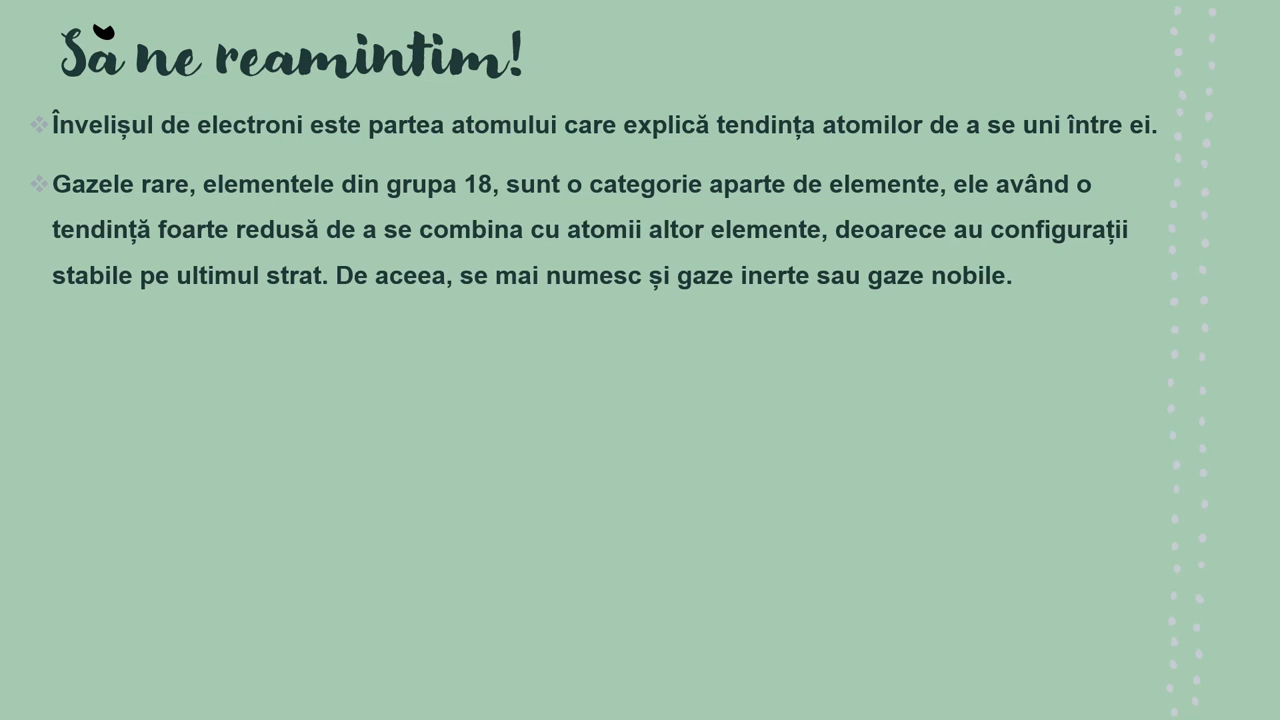 Să ne reamintim!
Învelișul de electroni este partea atomului care explică tendința atomilor de a se uni între ei.
Gazele rare, elementele din grupa 18, sunt o categorie aparte de elemente, ele având o
tendință foarte redusă de a se combina cu atomii altor elemente, deoarece au configurații
stabile pe ultimul strat. De aceea, se mai numesc și gaze inerte sau gaze nobile.